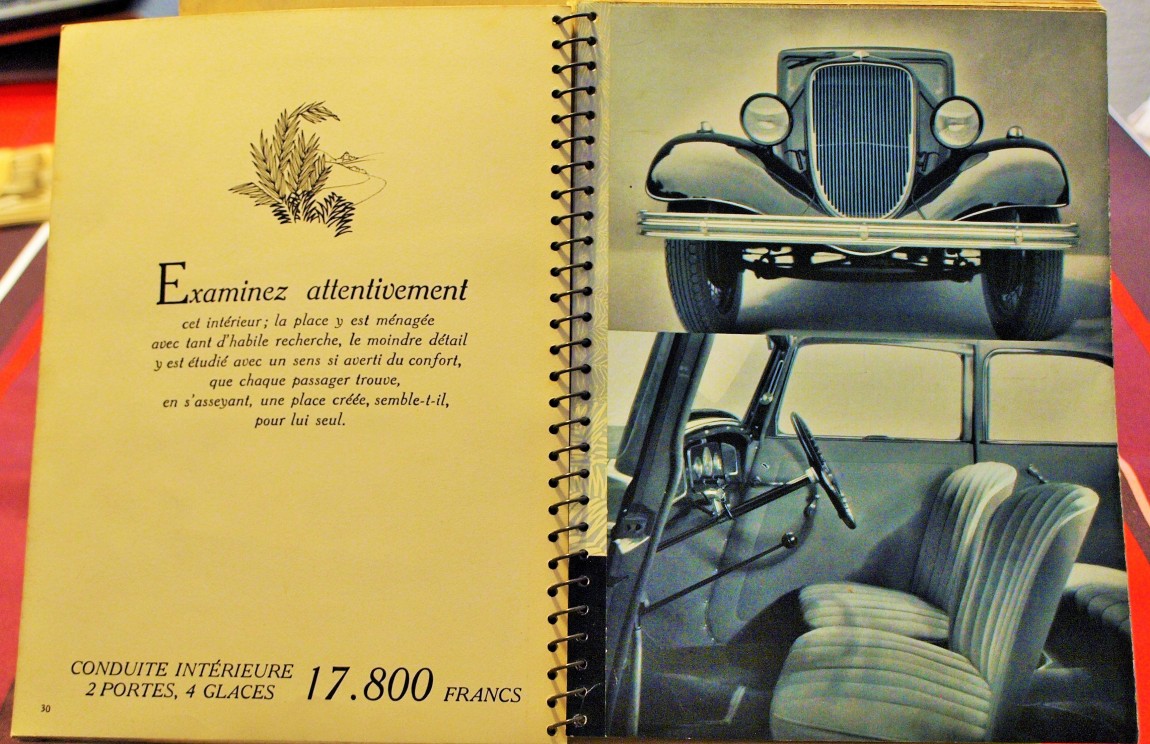 Examinez attentivement
cet intérieur; la place y est ménagée
avec tant d'habile recherche, le moindre détail
y est étudié avec un sens si averti du confort,
que chaque passager trouve,
en s'asseyant, une place créée, semble-t-il,
pour lui seul.
CONDUITE INTÉRIEURE
2 PORTES, 4 GLACES
17.800 FRANCS
30